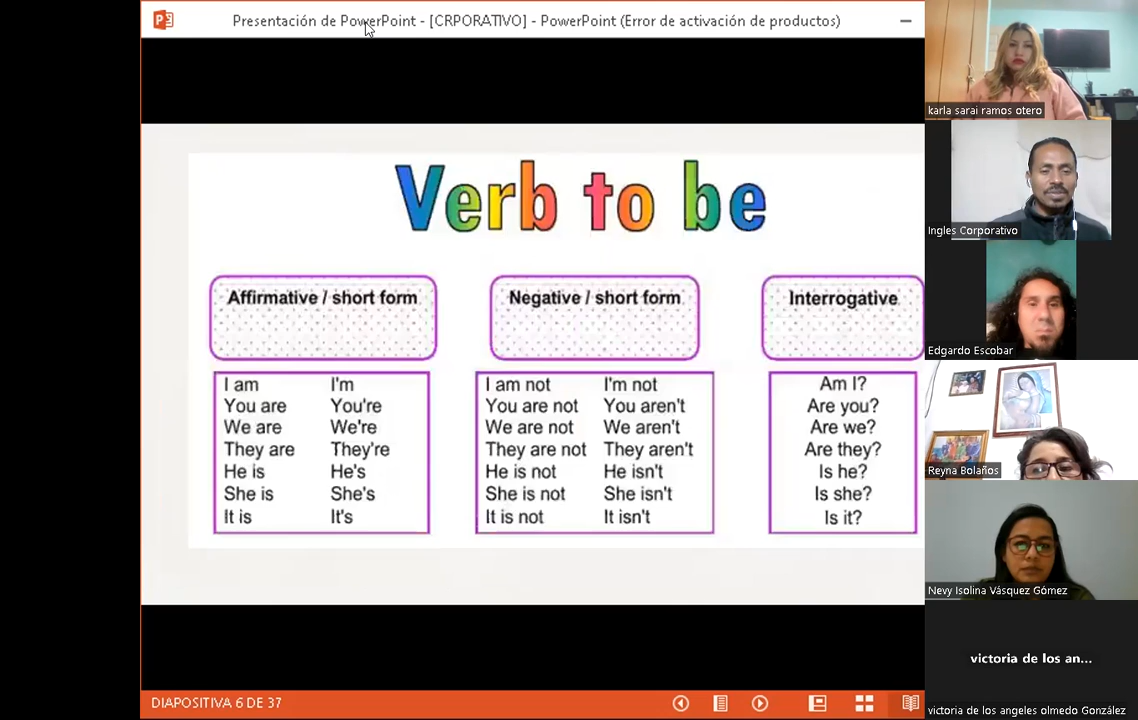 Presentación de PowerPoint - [CRPORATIVO] - PowerPoint (Error de activación de productos)
Verb to be
Affirmative / short form
I am I'm
You are You're
We are We're
They are They're
He is He's
She is She's
It is It's
Negative / short form
I am not I'm not
You are not You aren't
We are not We aren't
They are not They aren't
He is not He isn't
She is not She isn't
It is not It isn't
Interrogative
Am I?
Are you?
Are we?
Are they?
Is he?
Is she?
Is it?
DIAPOSITIVA 6 DE 37
karla sarai ramos otero
Ingles Corporativo
Edgardo Escobar
Reyna Bolaños
Nevy Isolina Vásquez Gómez
victoria de los an...
victoria de los angeles olmedo González